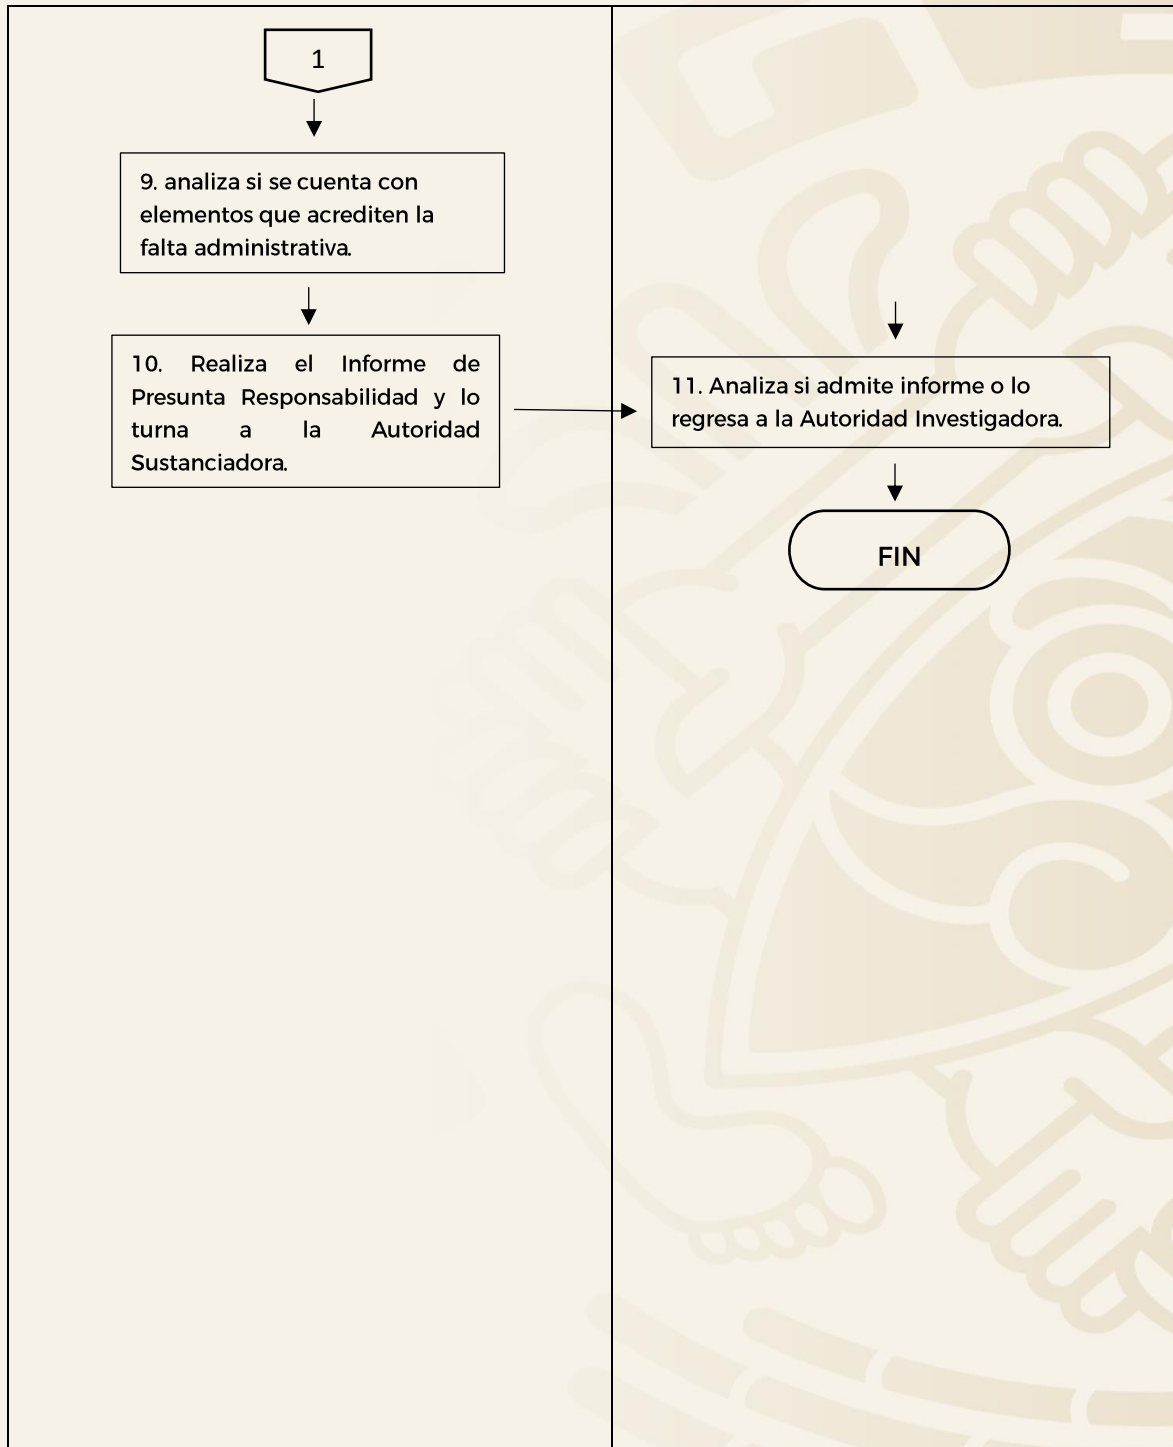 1
9. analiza si se cuenta con
elementos que acrediten la
falta administrativa.
10. Realiza el Informe de
Presunta Responsabilidad y lo
turna a la Autoridad
Sustanciadora.
11. Analiza si admite informe o lo
regresa a la Autoridad Investigadora.
FIN